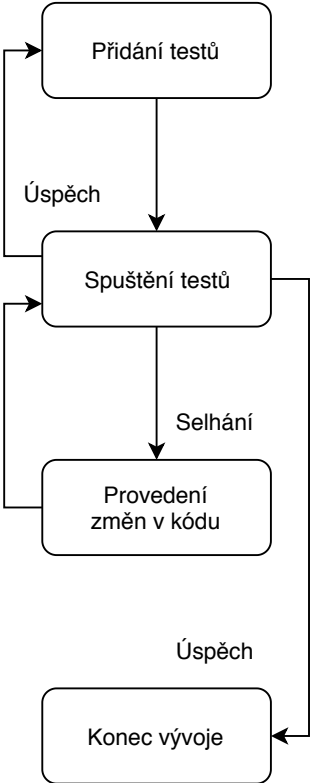 Přidání testů
Úspěch
Spuštění testů
Selhání
Provedení
změn v kódu
Úspěch
Konec vývoje